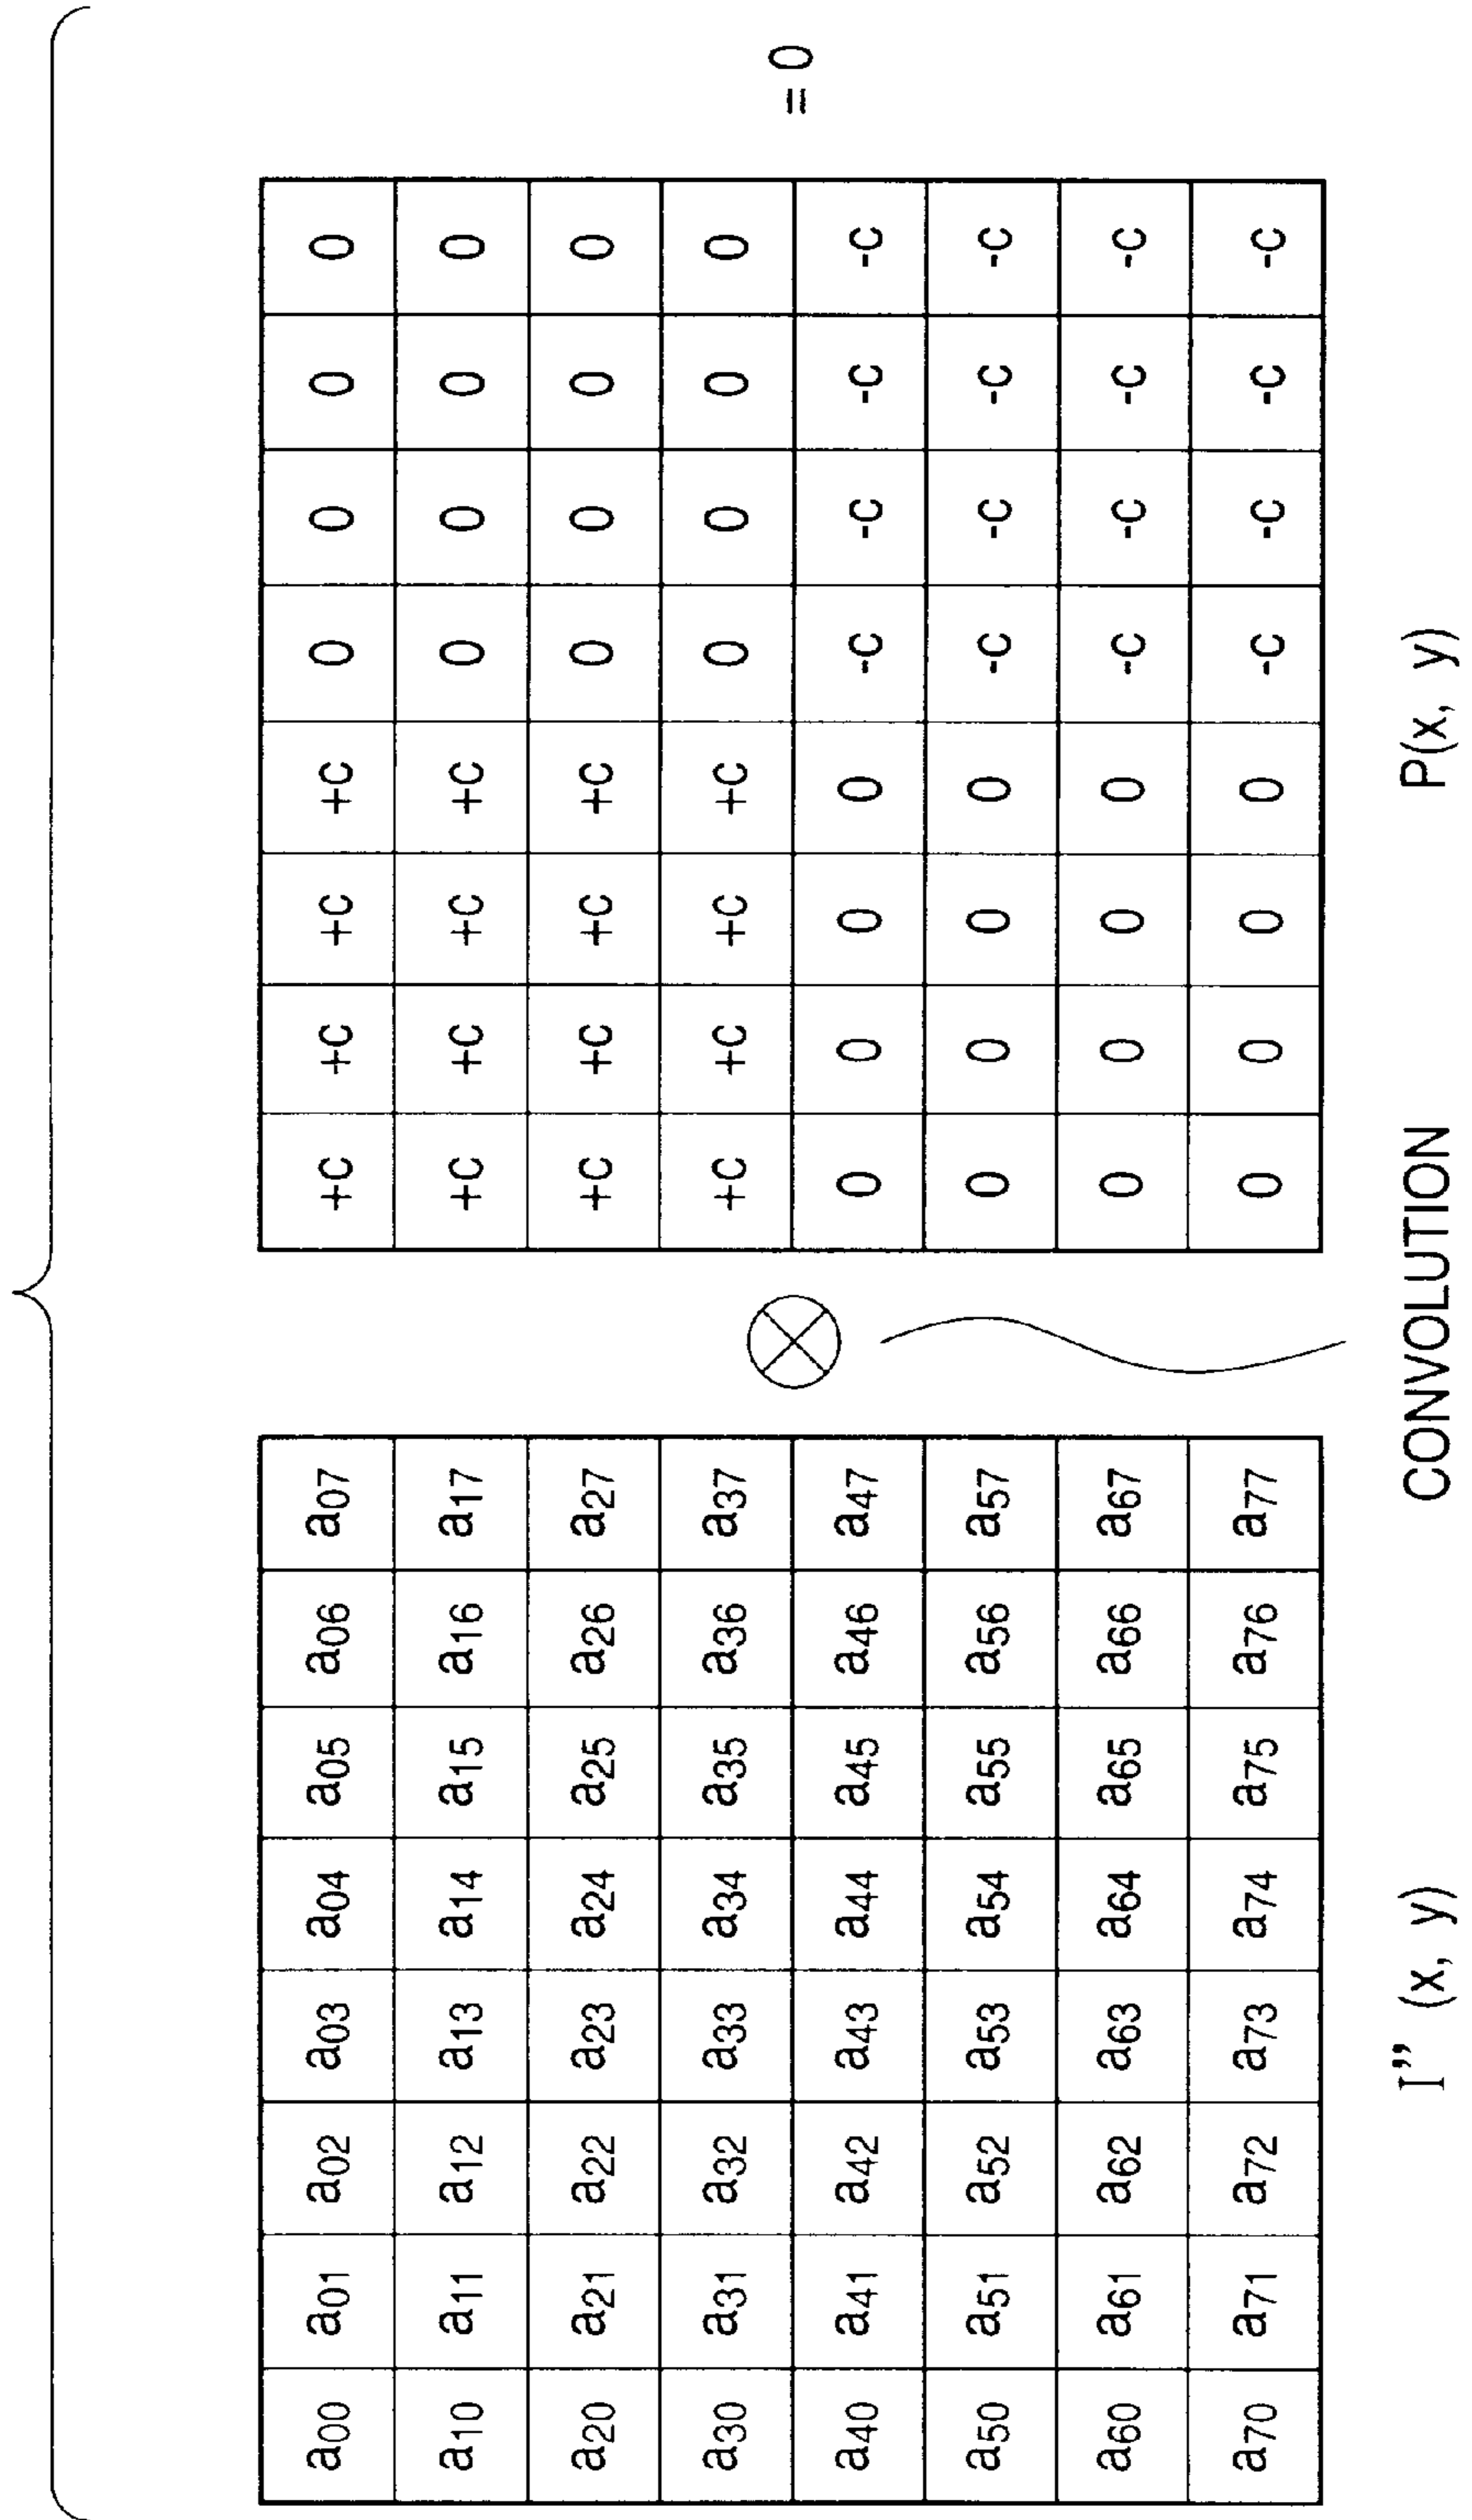 a00 a01 a02 a03 a04 a05 a06 a07
a10 a11 a12 a13 a14 a15 a16 a17
a20 a21 a22 a23 a24 a25 a26 a27
a30 a31 a32 a33 a34 a35 a36 a37
a40 a41 a42 a43 a44 a45 a46 a47
a50 a51 a52 a53 a54 a55 a56 a57
a60 a61 a62 a63 a64 a65 a66 a67
a70 a71 a72 a73 a74 a75 a76 a77
I" (x, y)
⊗
CONVOLUTION
+C +C +C +C 0 0 0 0
+C +C +C +C 0 0 0 0
+C +C +C +C 0 0 0 0
+C +C +C +C 0 0 0 0
0 0 0 0 -C -C -C -C
0 0 0 0 -C -C -C -C
0 0 0 0 -C -C -C -C
0 0 0 0 -C -C -C -C
P(x, y)
= 0